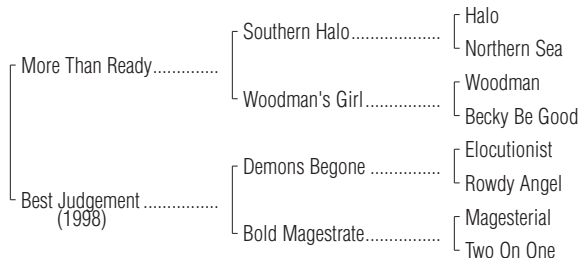 Halo
Southern Halo..................
Northern Sea
More Than Ready.............
Woodman
Woodman's Girl...............
Becky Be Good
Elocutionist
Demons Begone ..............
Rowdy Angel
Best Judgement ...............
(1998)
Magesterial
Bold Magestrate...............
Two On One